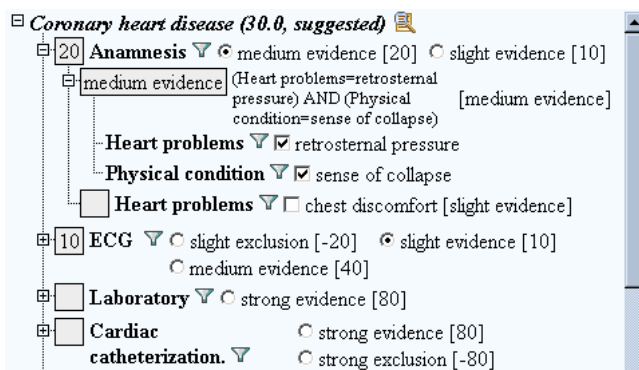 Coronary heart disease (30.0, suggested)
20 Anamnesis medium evidence [20] slight evidence [10]
medium evidence (Heart problems=retrosternal
pressure) AND (Physical [medium evidence]
condition=sense of collapse)
Heart problems retrosternal pressure
Physical condition sense of collapse
Heart problems chest discomfort [slight evidence]
10 ECG slight exclusion [-20] slight evidence [10]
medium evidence [40]
Laboratory strong evidence [80]
Cardiac strong evidence [80]
catheterization. strong exclusion [-80]